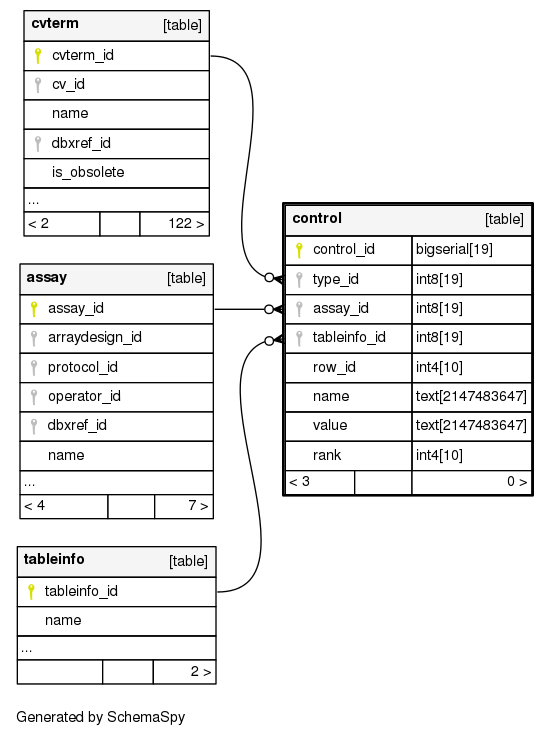 cvterm [table]
cvterm_id
cv_id
name
dbxref_id
is_obsolete
...
< 2 122 >
control [table]
control_id bigserial[19]
type_id int8[19]
assay_id int8[19]
tableinfo_id int8[19]
row_id int4[10]
name text[2147483647]
value text[2147483647]
rank int4[10]
< 3 0 >
assay [table]
assay_id
arraydesign_id
protocol_id
operator_id
dbxref_id
name
...
< 4 7 >
tableinfo [table]
tableinfo_id
name
...
2 >
Generated by SchemaSpy